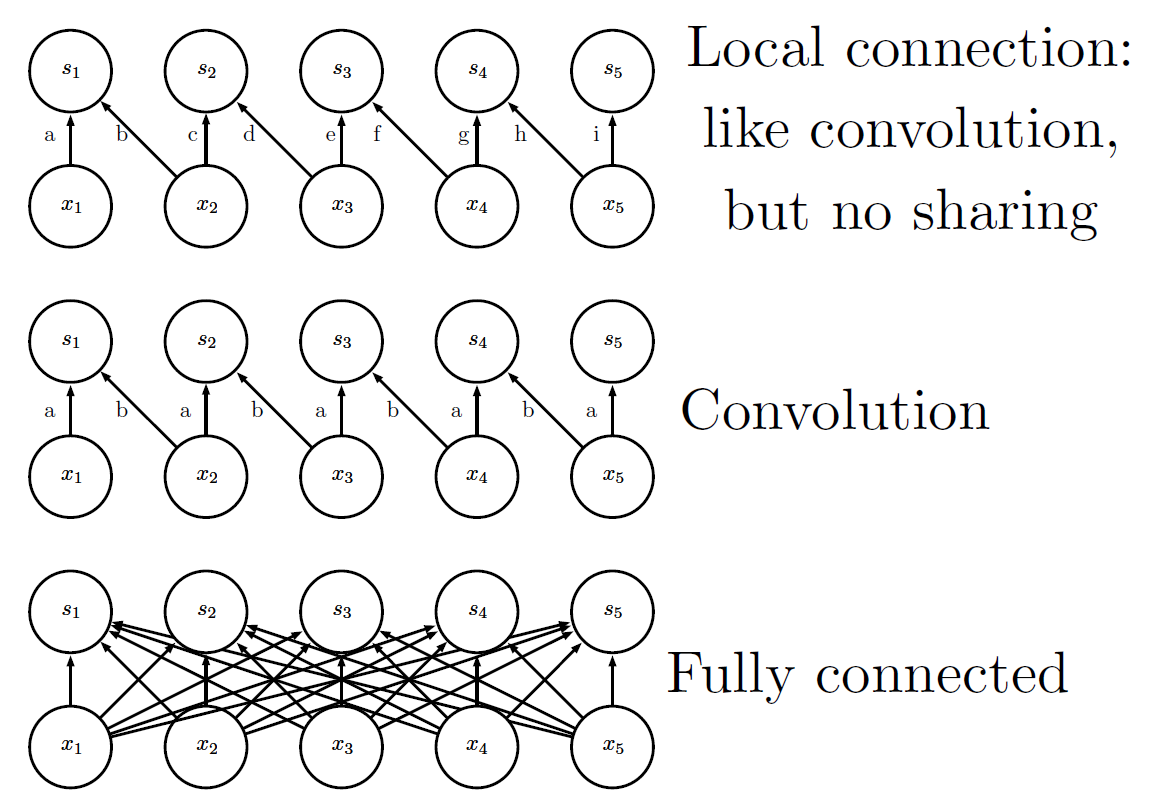 s₁ s₂ s₃ s₄ s₅ Local connection:
a b c d e f g h i like convolution,
x₁ x₂ x₃ x₄ x₅ but no sharing
s₁ s₂ s₃ s₄ s₅
a b a b a b a b a Convolution
x₁ x₂ x₃ x₄ x₅
s₁ s₂ s₃ s₄ s₅
Fully connected
x₁ x₂ x₃ x₄ x₅